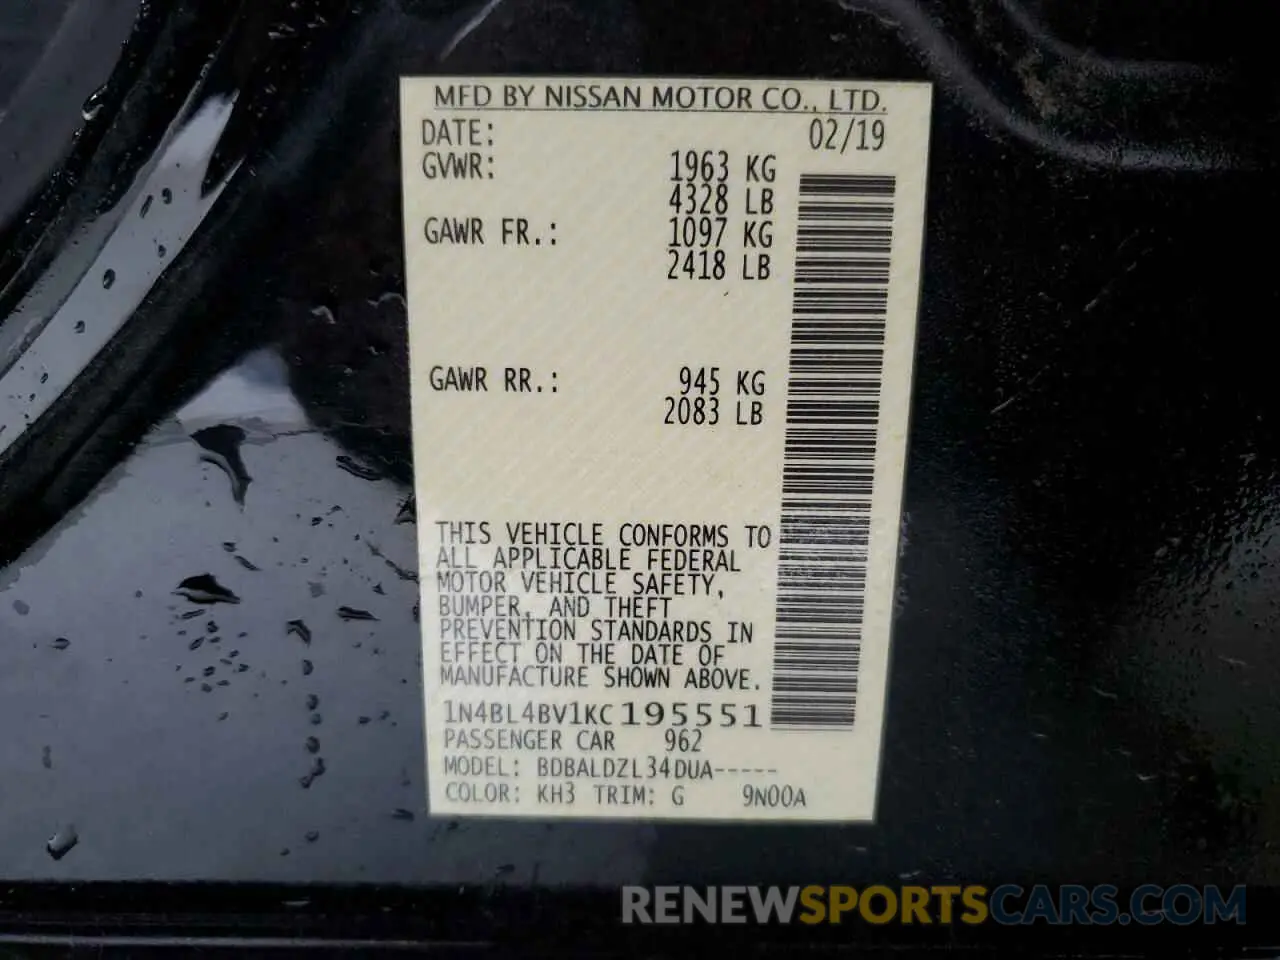 MFD BY NISSAN MOTOR CO., LTD.
DATE: 02/19
GVWR: 1963 KG
4328 LB
GAWR FR.: 1097 KG
2418 LB
GAWR RR.: 945 KG
2083 LB
THIS VEHICLE CONFORMS TO
ALL APPLICABLE FEDERAL
MOTOR VEHICLE SAFETY,
BUMPER, AND THEFT
PREVENTION STANDARDS IN
EFFECT ON THE DATE OF
MANUFACTURE SHOWN ABOVE.
1N4BL4BV1KC195551
PASSENGER CAR 962
MODEL: BDBALDZL34DUA-----
COLOR: KH3 TRIM: G 9N00A
RENEWSPORTSCARS.COM